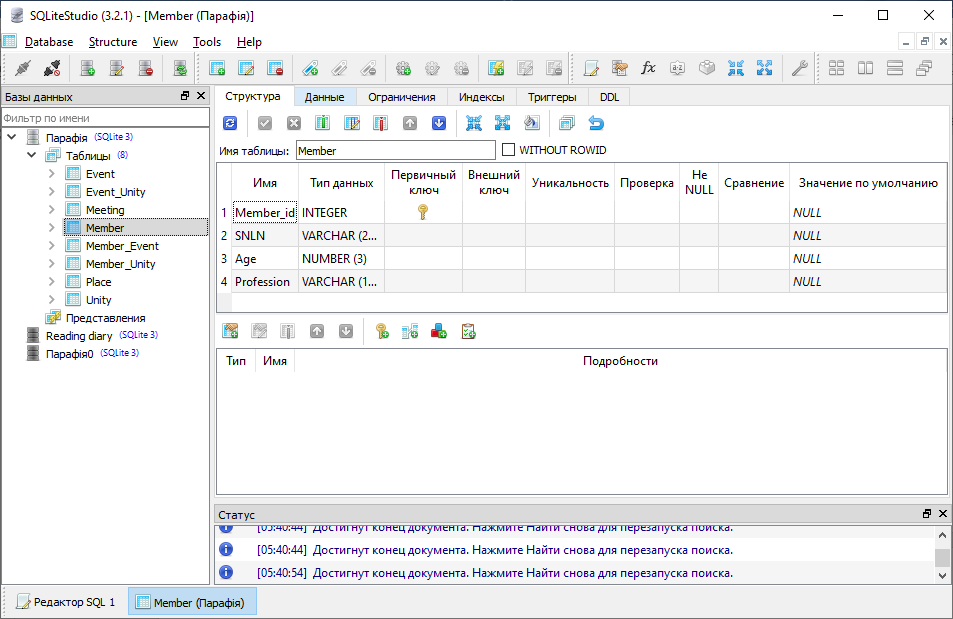 SQLiteStudio (3.2.1) - [Member (Парафія)]
Database Structure View Tools Help
Базы данных
Фильтр по имени
Парафія (SQLite 3)
Таблицы (8)
Event
Event_Unity
Meeting
Member
Member_Event
Member_Unity
Place
Unity
Представления
Reading diary (SQLite 3)
Парафія0 (SQLite 3)
Структура Данные Ограничения Индексы Триггеры DDL
Имя таблицы: Member WITHOUT ROWID
Имя Тип данных Первичный ключ Внешний ключ Уникальность Проверка Не NULL Сравнение Значение по умолчанию
1 Member_id INTEGER NULL
2 SNLN VARCHAR (2... NULL
3 Age NUMBER (3) NULL
4 Profession VARCHAR (1... NULL
Тип Имя Подробности
Статус
[05:40:44] Достигнут конец документа. Нажмите Найти снова для перезапуска поиска.
[05:40:44] Достигнут конец документа. Нажмите Найти снова для перезапуска поиска.
[05:40:54] Достигнут конец документа. Нажмите Найти снова для перезапуска поиска.
Редактор SQL 1 Member (Парафія)